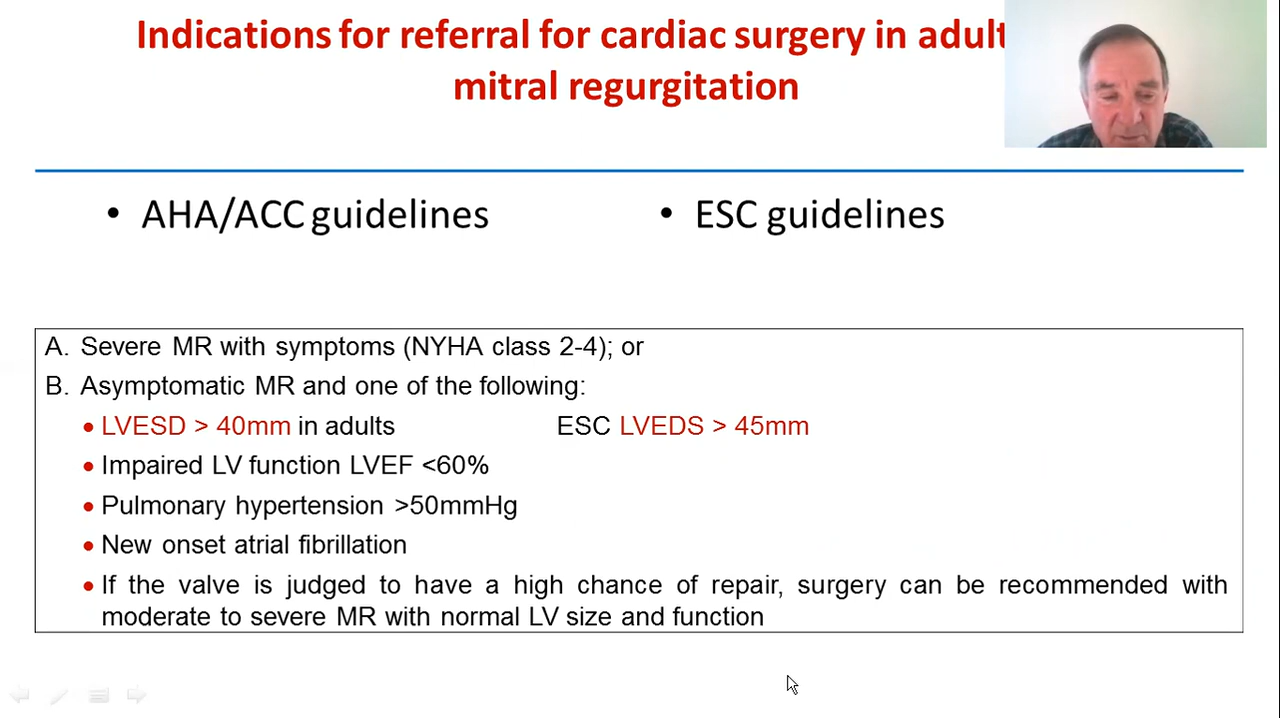 Indications for referral for cardiac surgery in adult
mitral regurgitation
• AHA/ACC guidelines
• ESC guidelines
A. Severe MR with symptoms (NYHA class 2-4); or
B. Asymptomatic MR and one of the following:
• LVESD > 40mm in adults ESC LVEDS > 45mm
• Impaired LV function LVEF <60%
• Pulmonary hypertension >50mmHg
• New onset atrial fibrillation
• If the valve is judged to have a high chance of repair, surgery can be recommended with
moderate to severe MR with normal LV size and function